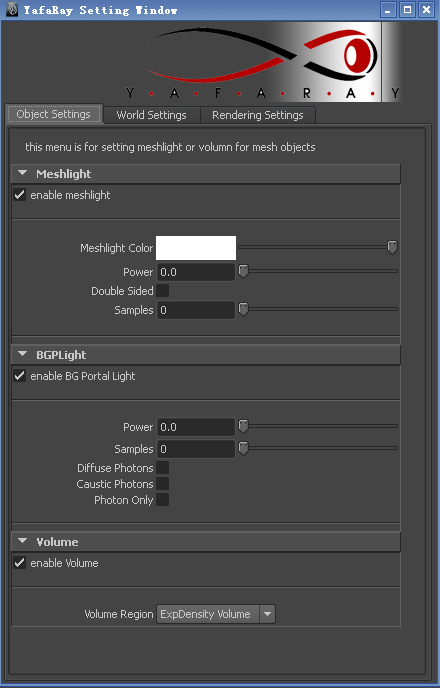 YafaRay Setting Window
Y · A · F · A · R · A · Y
Object Settings World Settings Rendering Settings
this menu is for setting meshlight or volumn for mesh objects
Meshlight
enable meshlight
Meshlight Color
Power 0.0
Double Sided
Samples 0
BGPLight
enable BG Portal Light
Power 0.0
Samples 0
Diffuse Photons
Caustic Photons
Photon Only
Volume
enable Volume
Volume Region ExpDensity Volume